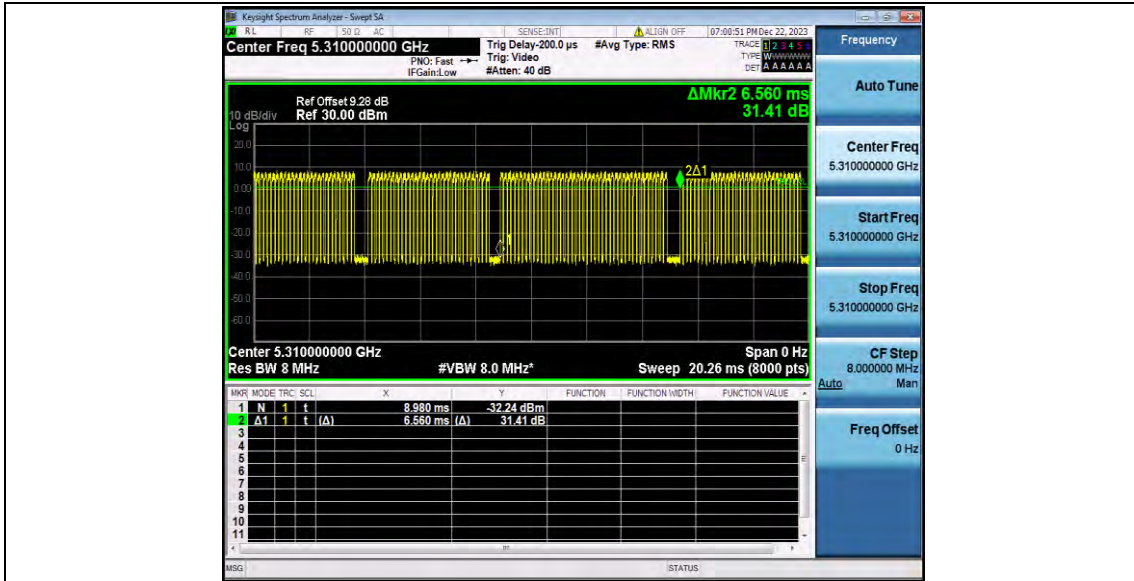 Keysight Spectrum Analyzer - Swept SA
RL RF 50 Ω AC SENSE:INT ALIGN OFF 07:00:51 PM Dec 22, 2023
Center Freq 5.310000000 GHz
PNO: Fast
IFGain:Low
Trig Delay-200.0 µs
Trig: Video
#Atten: 40 dB
#Avg Type: RMS
TRACE 1 2 3 4 5 6
TYPE WWWWWW
DET A A A A A A
Frequency
Auto Tune
Center Freq
5.310000000 GHz
Start Freq
5.310000000 GHz
Stop Freq
5.310000000 GHz
CF Step
8.000000 MHz
Auto Man
Freq Offset
0 Hz
ΔMkr2 6.560 ms
31.41 dB
Ref Offset 9.28 dB
10 dB/div Ref 30.00 dBm
Log
20.0
10.0
0.00
-10.0
-20.0
-30.0
-40.0
-50.0
-60.0
2Δ1
1
Center 5.310000000 GHz Span 0 Hz
Res BW 8 MHz #VBW 8.0 MHz* Sweep 20.26 ms (8000 pts)
MKR MODE TRC SCL X Y FUNCTION FUNCTION WIDTH FUNCTION VALUE
1 N 1 t 8.980 ms -32.24 dBm
2 Δ1 1 t (Δ) 6.560 ms (Δ) 31.41 dB
3
4
5
6
7
8
9
10
11
MSG STATUS